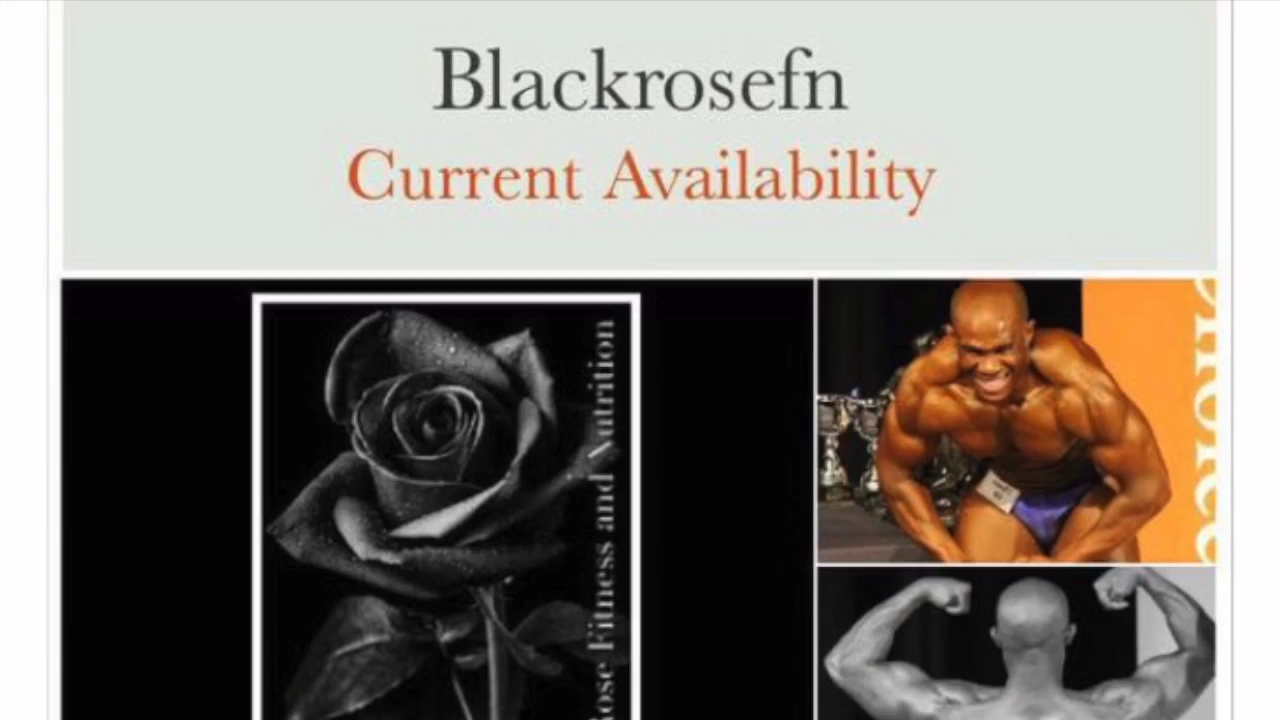 Blackrosefn
Current Availability
Rose Fitness and Nutrition